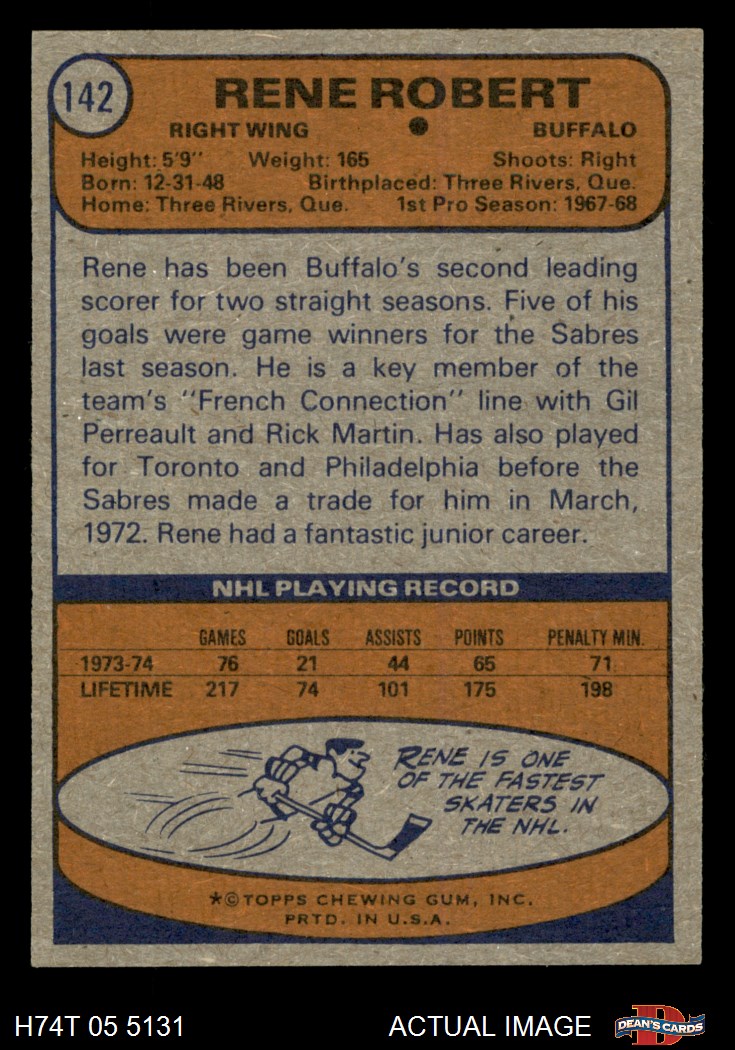 142
RENE ROBERT
RIGHT WING BUFFALO
Height: 5'9" Weight: 165 Shoots: Right
Born: 12-31-48 Birthplaced: Three Rivers, Que.
Home: Three Rivers, Que. 1st Pro Season: 1967-68
Rene has been Buffalo's second leading
scorer for two straight seasons. Five of his
goals were game winners for the Sabres
last season. He is a key member of the
team's "French Connection" line with Gil
Perreault and Rick Martin. Has also played
for Toronto and Philadelphia before the
Sabres made a trade for him in March,
1972. Rene had a fantastic junior career.
NHL PLAYING RECORD
GAMES GOALS ASSISTS POINTS PENALTY MIN.
1973-74 76 21 44 65 71
LIFETIME 217 74 101 175 198
RENE IS ONE
OF THE FASTEST
SKATERS IN
THE NHL.
*©TOPPS CHEWING GUM, INC.
PRTD. IN U.S.A.
H74T 05 5131 ACTUAL IMAGE D DEAN'S CARDS